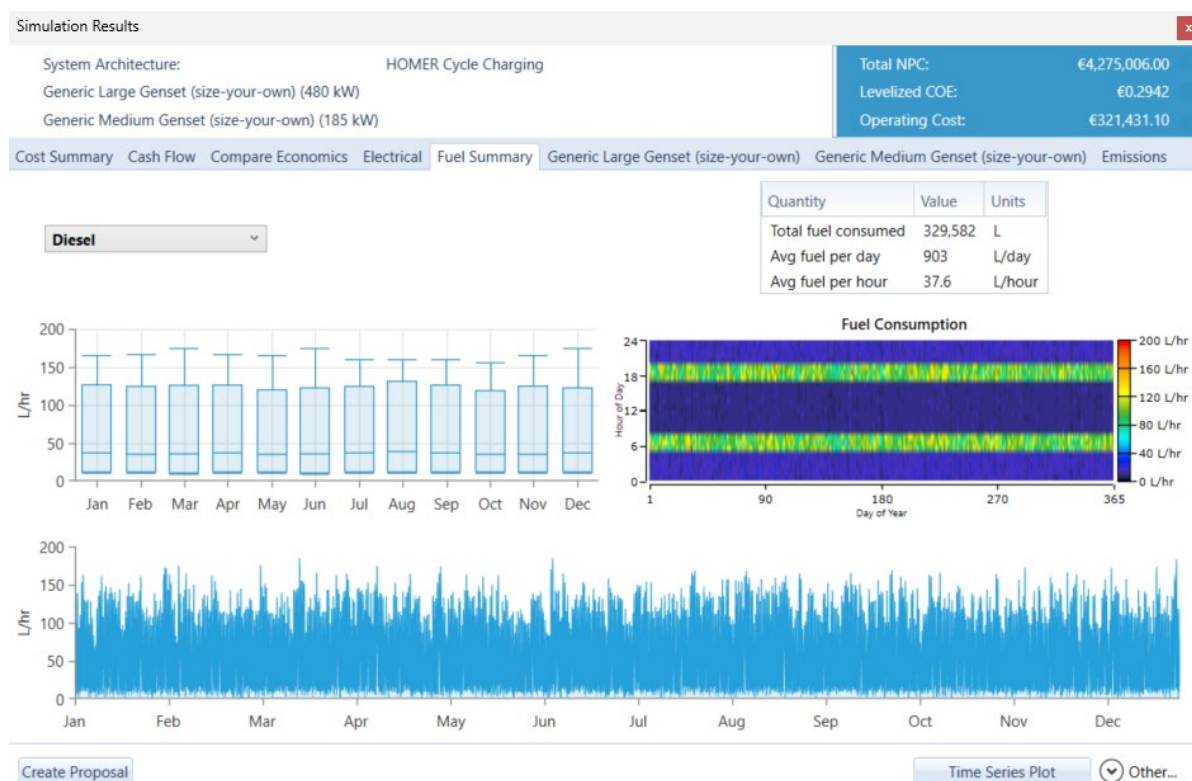 Simulation Results
x
System Architecture: HOMER Cycle Charging
Generic Large Genset (size-your-own) (480 kW)
Generic Medium Genset (size-your-own) (185 kW)
Total NPC: €4,275,006.00
Levelized COE: €0.2942
Operating Cost: €321,431.10
Cost Summary Cash Flow Compare Economics Electrical Fuel Summary Generic Large Genset (size-your-own) Generic Medium Genset (size-your-own) Emissions
Diesel
Quantity Value Units
Total fuel consumed 329,582 L
Avg fuel per day 903 L/day
Avg fuel per hour 37.6 L/hour
200
150
100
50
0
L/hr
Jan Feb Mar Apr May Jun Jul Aug Sep Oct Nov Dec
Fuel Consumption
24
18
12
6
0
Hour of Day
1 90 180 270 365
Day of Year
200 L/hr
160 L/hr
120 L/hr
80 L/hr
40 L/hr
0 L/hr
200
150
100
50
0
L/hr
Jan Feb Mar Apr May Jun Jul Aug Sep Oct Nov Dec
Create Proposal
Time Series Plot
Other...